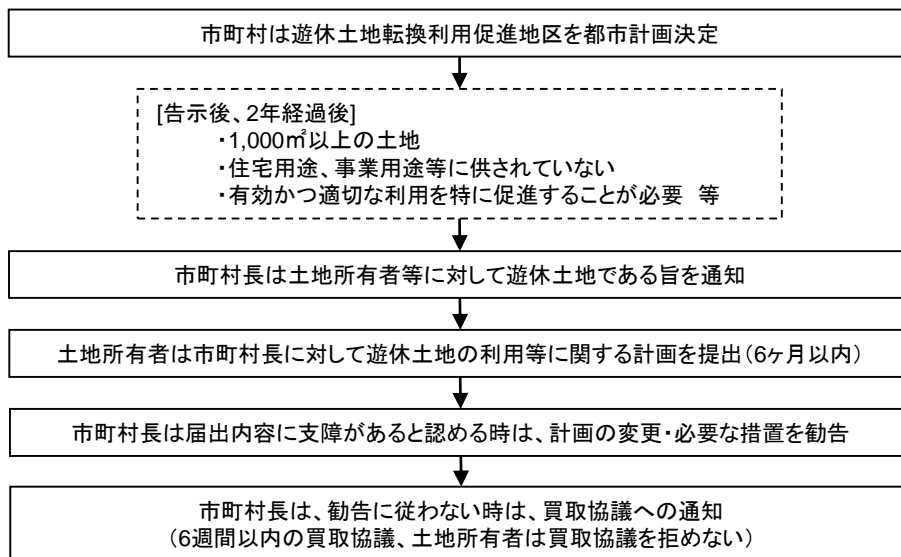 市町村は遊休土地転換利用促進地区を都市計画決定
[告示後、2年経過後]
・1,000㎡以上の土地
・住宅用途、事業用途等に供されていない
・有効かつ適切な利用を特に促進することが必要　等
市町村長は土地所有者等に対して遊休土地である旨を通知
土地所有者は市町村長に対して遊休土地の利用等に関する計画を提出（6ヶ月以内）
市町村長は届出内容に支障があると認める時は、計画の変更・必要な措置を勧告
市町村長は、勧告に従わない時は、買取協議への通知
（6週間以内の買取協議、土地所有者は買取協議を拒めない）